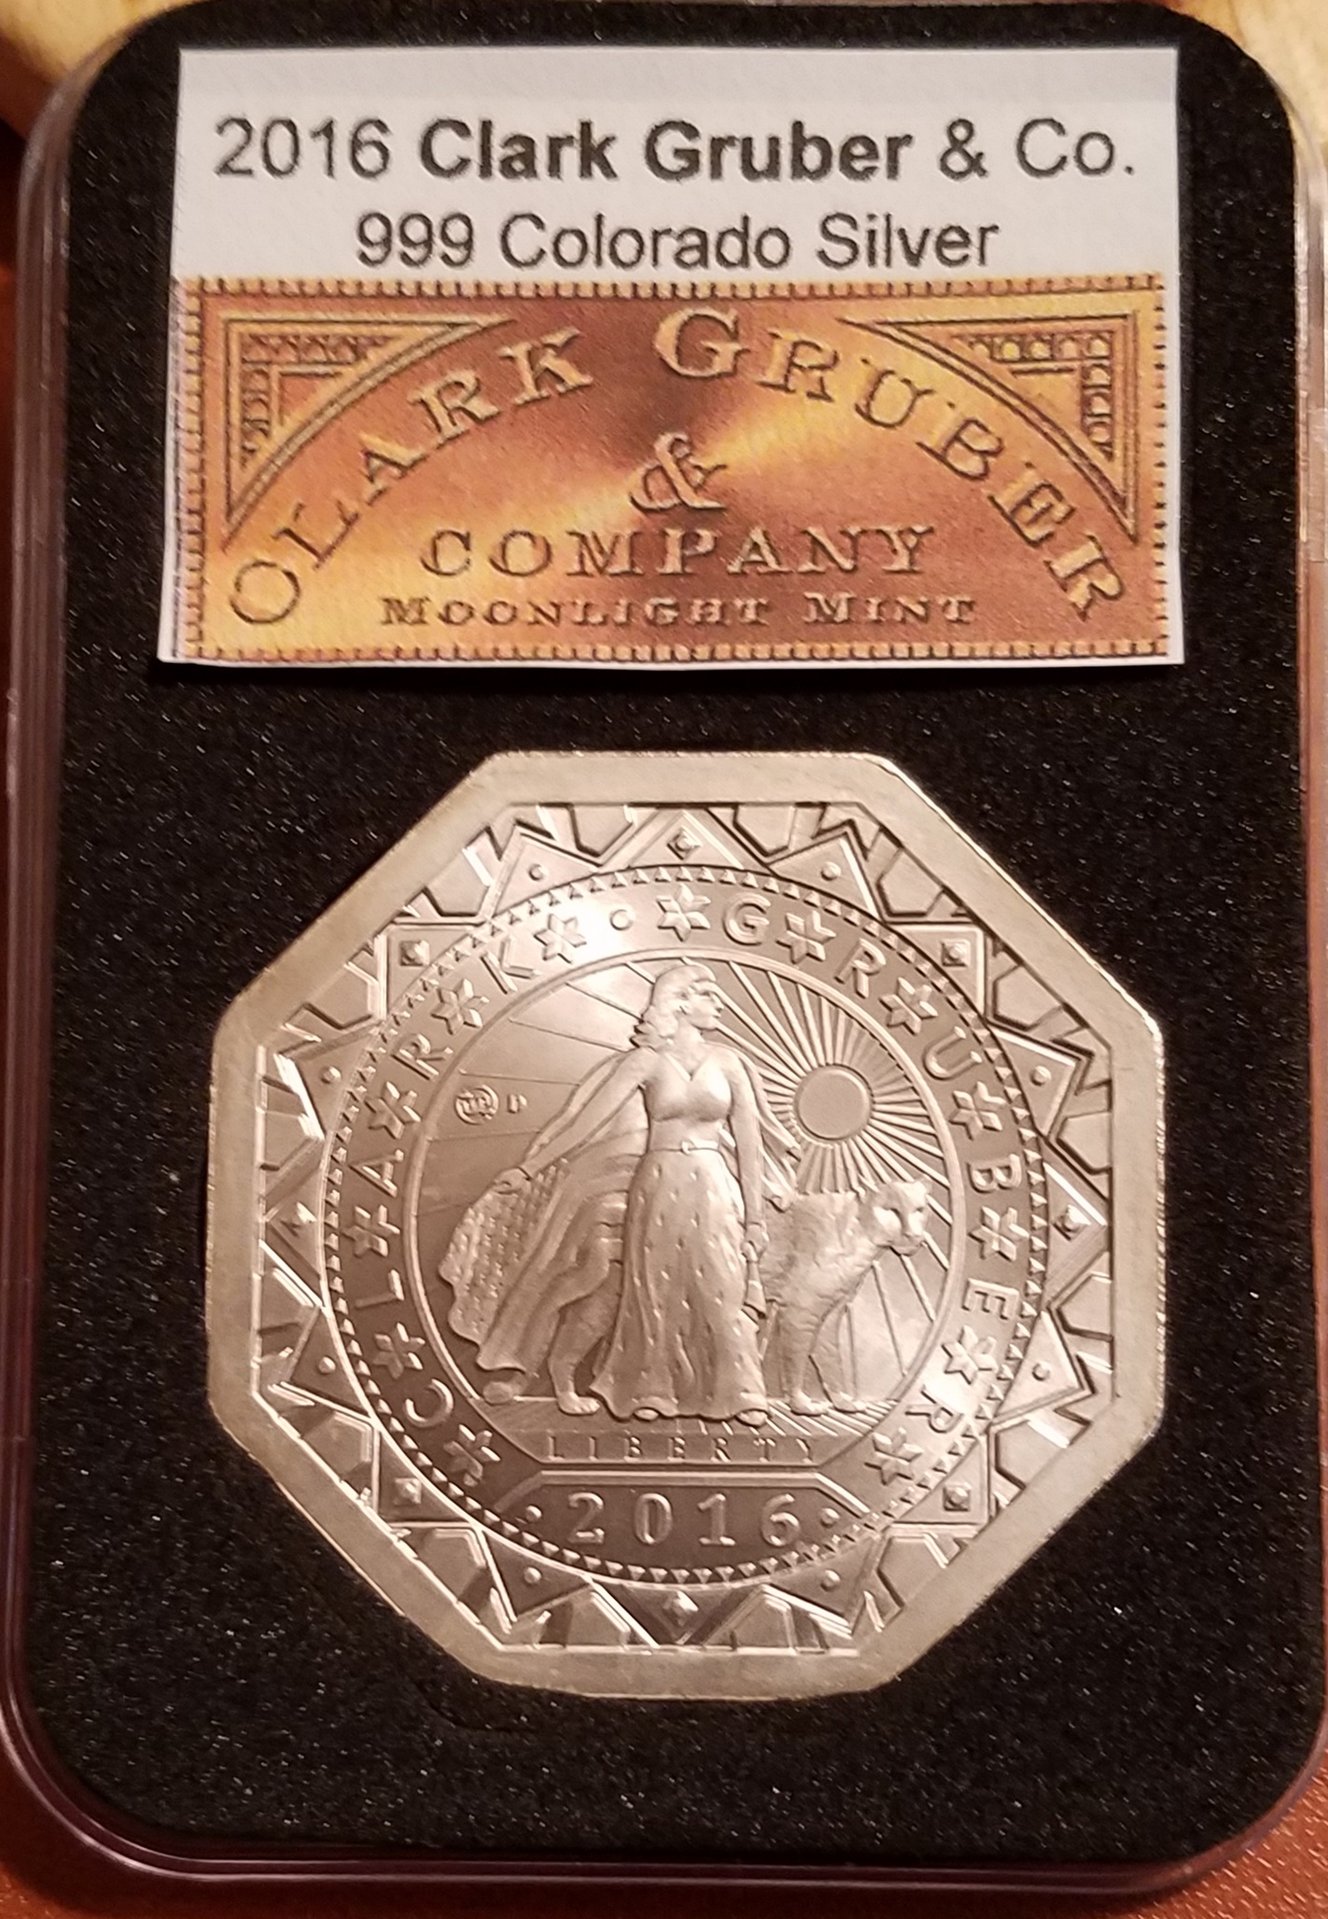 2016 Clark Gruber & Co.
999 Colorado Silver
CLARK GRUBER
&
COMPANY
MOONLIGHT MINT
CLARK · GRUBER
LIBERTY
· 2016 ·